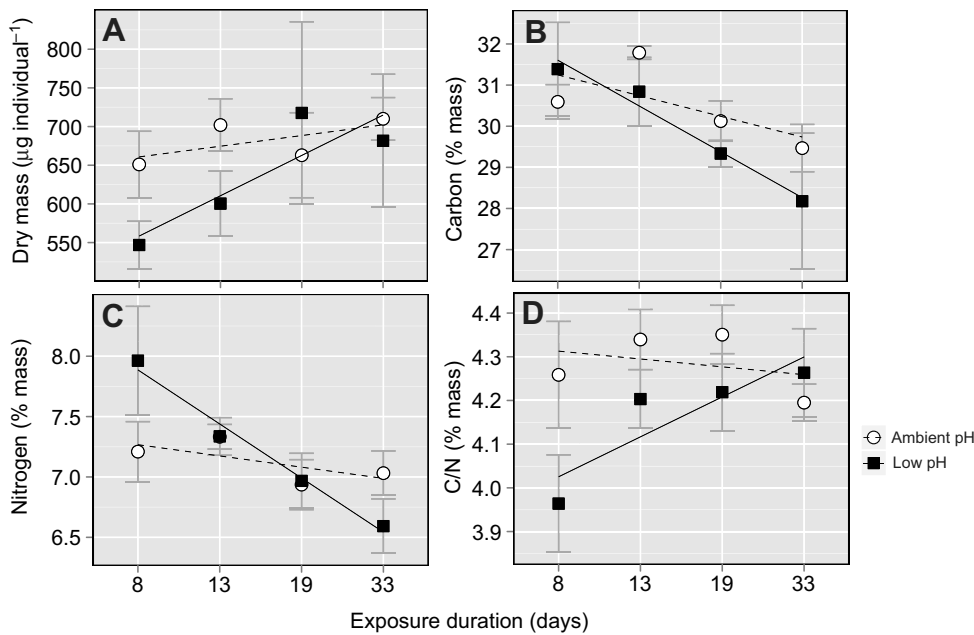 A
Dry mass (µg individual⁻¹)
800
750
700
650
600
550
B
Carbon (% mass)
32
31
30
29
28
27
C
Nitrogen (% mass)
8.0
7.5
7.0
6.5
8 13 19 33
D
C/N (% mass)
4.4
4.3
4.2
4.1
4.0
3.9
8 13 19 33
Ambient pH
Low pH
Exposure duration (days)